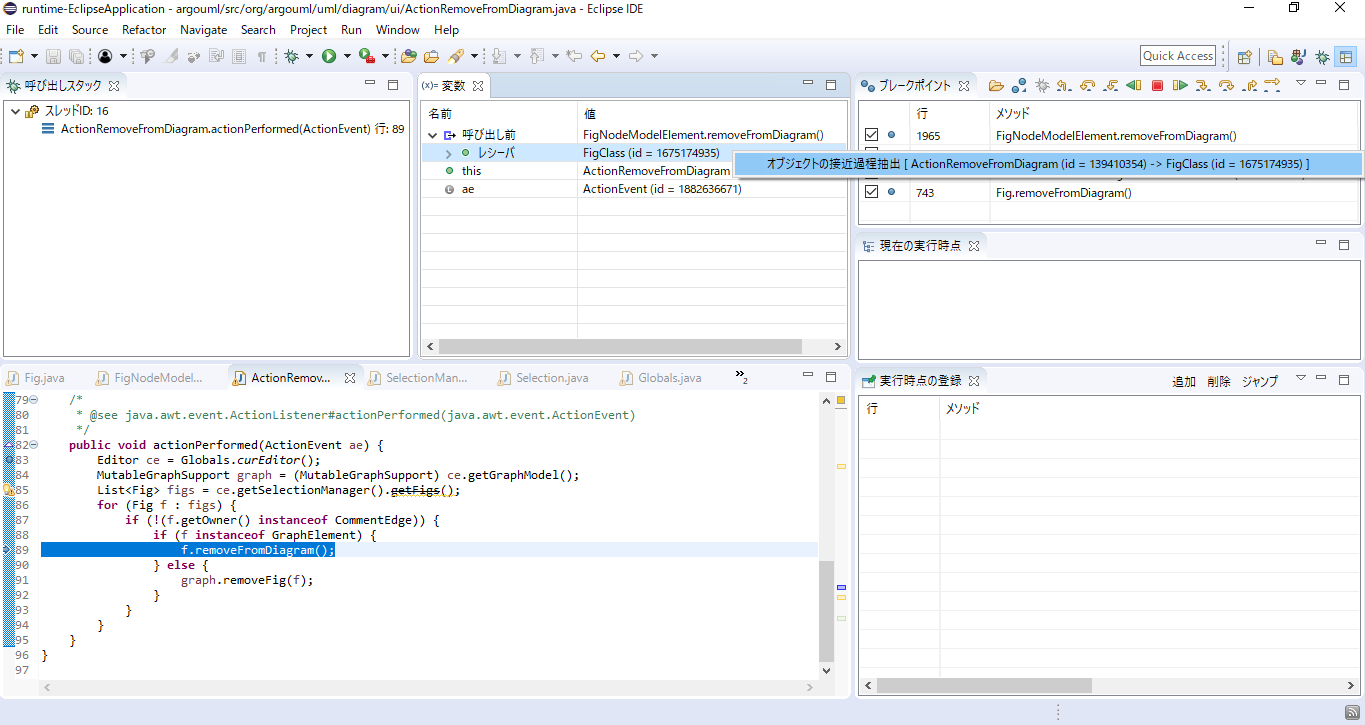 runtime-EclipseApplication - argouml/src/org/argouml/uml/diagram/ui/ActionRemoveFromDiagram.java - Eclipse IDE
File Edit Source Refactor Navigate Search Project Run Window Help
Quick Access
呼び出しスタック
スレッドID: 16
ActionRemoveFromDiagram.actionPerformed(ActionEvent) 行: 89
(x)= 変数
名前 値
呼び出し前 FigNodeModelElement.removeFromDiagram()
レシーバ FigClass (id = 1675174935)
this ActionRemoveFromDiagram
ae ActionEvent (id = 1882636671)
ブレークポイント
行 メソッド
1965 FigNodeModelElement.removeFromDiagram()
オブジェクトの接近過程抽出 [ ActionRemoveFromDiagram (id = 139410354) -> FigClass (id = 1675174935) ]
743 Fig.removeFromDiagram()
現在の実行時点
Fig.java FigNodeModel... ActionRemov... SelectionMan... Selection.java Globals.java »2
79 /*
80 * @see java.awt.event.ActionListener#actionPerformed(java.awt.event.ActionEvent)
81 */
82 public void actionPerformed(ActionEvent ae) {
83 Editor ce = Globals.curEditor();
84 MutableGraphSupport graph = (MutableGraphSupport) ce.getGraphModel();
85 List<Fig> figs = ce.getSelectionManager().getFigs();
86 for (Fig f : figs) {
87 if (!(f.getOwner() instanceof CommentEdge)) {
88 if (f instanceof GraphElement) {
89 f.removeFromDiagram();
90 } else {
91 graph.removeFig(f);
92 }
93 }
94 }
95 }
96 }
97
実行時点の登録 追加 削除 ジャンプ
行 メソッド